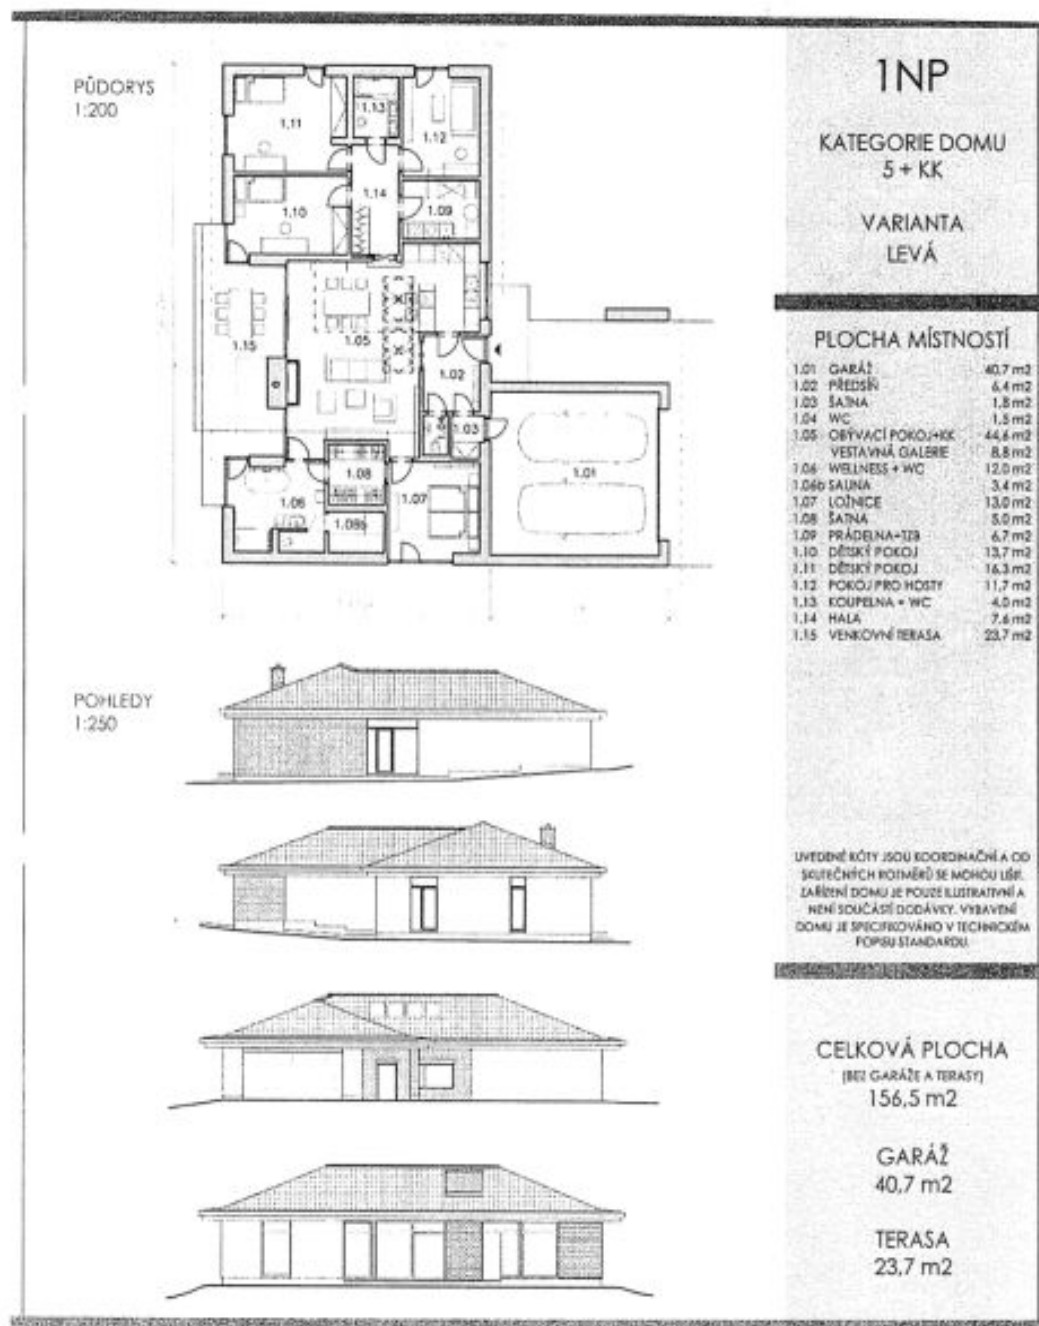 PŮDORYS
1:200
1.11
1.13
1.12
1.14
1.10
1.09
1.15
1.05
1.02
1.04
1.03
1.01
1.08
1.06
1.07
1.08b
POHLEDY
1:250
1NP
KATEGORIE DOMU
5 + KK
VARIANTA
LEVÁ
PLOCHA MÍSTNOSTÍ
1.01 GARÁŽ 40,7 m2
1.02 PŘEDSÍŇ 6,4 m2
1.03 ŠATNA 1,8 m2
1.04 WC 1,5 m2
1.05 OBÝVACÍ POKOJ+KK 44,6 m2
VESTAVNÁ GALERIE 8,8 m2
1.06 WELLNESS + WC 12,0 m2
1.06b SAUNA 3,4 m2
1.07 LOŽNICE 13,0 m2
1.08 ŠATNA 5,0 m2
1.09 PRÁDELNA+TZB 6,7 m2
1.10 DĚTSKÝ POKOJ 13,7 m2
1.11 DĚTSKÝ POKOJ 16,3 m2
1.12 POKOJ PRO HOSTY 11,7 m2
1.13 KOUPELNA + WC 4,0 m2
1.14 HALA 7,6 m2
1.15 VENKOVNÍ TERASA 23,7 m2
UVEDENÉ KÓTY JSOU KOORDINAČNÍ A OD
SKUTEČNÝCH ROZMĚRŮ SE MOHOU LIŠIT.
ZAŘÍZENÍ DOMU JE POUZE ILUSTRATIVNÍ A
NENÍ SOUČÁSTÍ DODÁVKY. VYBAVENÍ
DOMU JE SPECIFIKOVÁNO V TECHNICKÉM
POPISU STANDARDU.
CELKOVÁ PLOCHA
(BEZ GARÁŽE A TERASY)
156,5 m2
GARÁŽ
40,7 m2
TERASA
23,7 m2